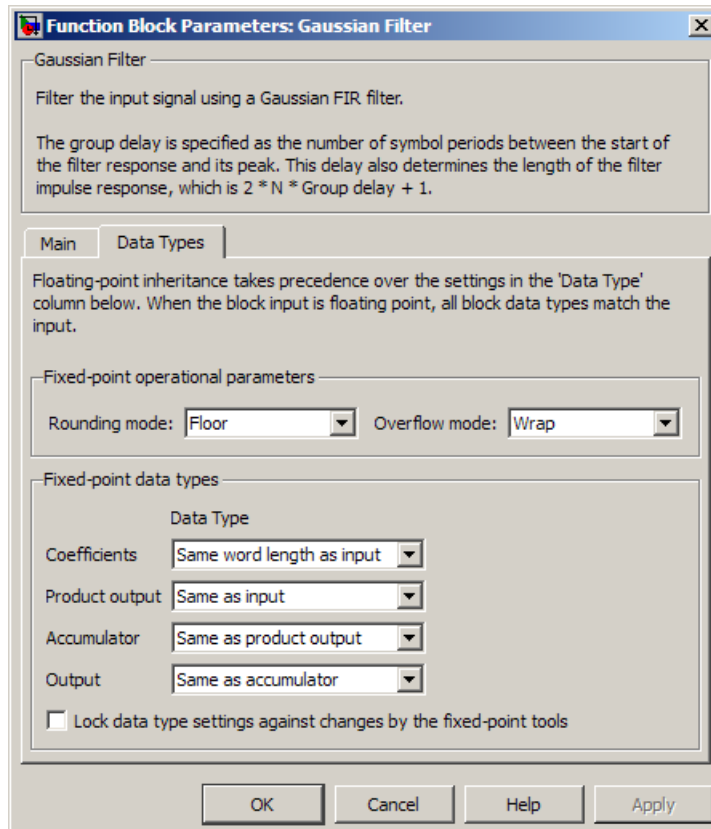 Function Block Parameters: Gaussian Filter
Gaussian Filter
Filter the input signal using a Gaussian FIR filter.
The group delay is specified as the number of symbol periods between the start of
the filter response and its peak. This delay also determines the length of the filter
impulse response, which is 2 * N * Group delay + 1.
Main Data Types
Floating-point inheritance takes precedence over the settings in the 'Data Type'
column below. When the block input is floating point, all block data types match the
input.
Fixed-point operational parameters
Rounding mode: Floor Overflow mode: Wrap
Fixed-point data types
Data Type
Coefficients Same word length as input
Product output Same as input
Accumulator Same as product output
Output Same as accumulator
Lock data type settings against changes by the fixed-point tools
OK Cancel Help Apply